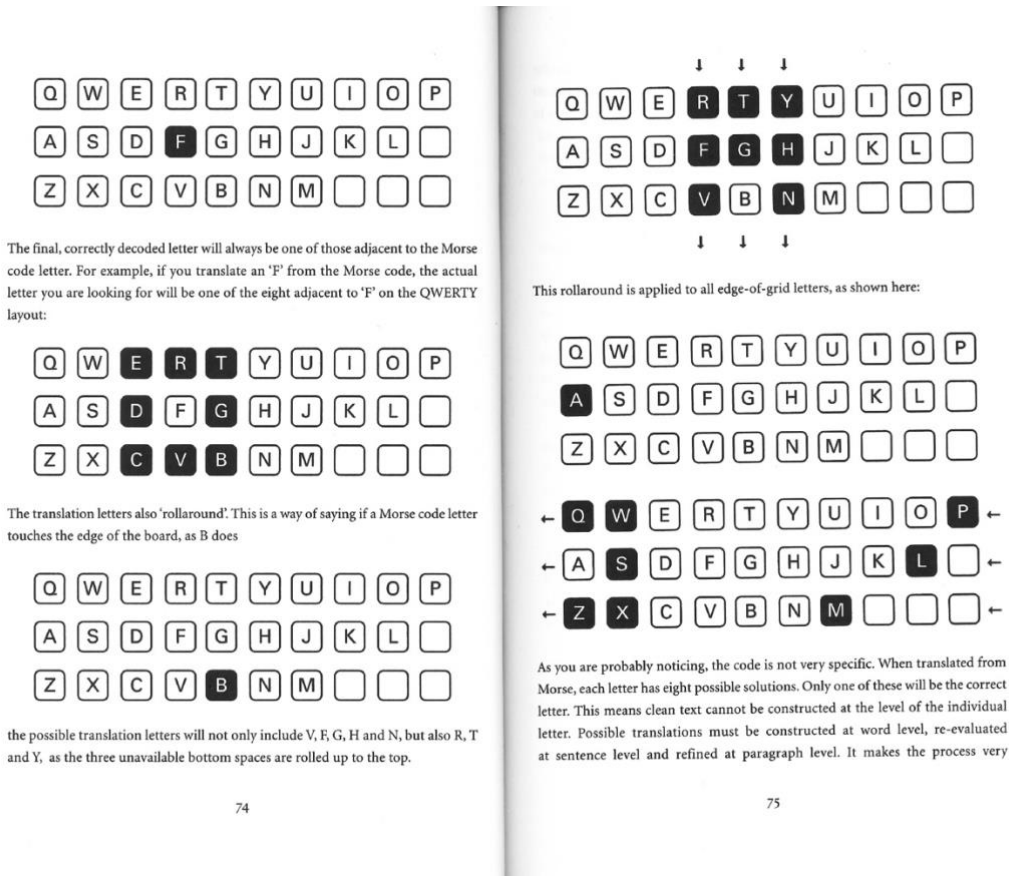 Q W E R T Y U I O P
A S D F G H J K L
Z X C V B N M
The final, correctly decoded letter will always be one of those adjacent to the Morse
code letter. For example, if you translate an ‘F’ from the Morse code, the actual
letter you are looking for will be one of the eight adjacent to ‘F’ on the QWERTY
layout:
Q W E R T Y U I O P
A S D F G H J K L
Z X C V B N M
The translation letters also ‘rollaround’. This is a way of saying if a Morse code letter
touches the edge of the board, as B does
Q W E R T Y U I O P
A S D F G H J K L
Z X C V B N M
the possible translation letters will not only include V, F, G, H and N, but also R, T
and Y, as the three unavailable bottom spaces are rolled up to the top.
74
↓ ↓ ↓
Q W E R T Y U I O P
A S D F G H J K L
Z X C V B N M
↓ ↓ ↓
This rollaround is applied to all edge-of-grid letters, as shown here:
Q W E R T Y U I O P
A S D F G H J K L
Z X C V B N M
← Q W E R T Y U I O P ←
← A S D F G H J K L ←
← Z X C V B N M ←
As you are probably noticing, the code is not very specific. When translated from
Morse, each letter has eight possible solutions. Only one of these will be the correct
letter. This means clean text cannot be constructed at the level of the individual
letter. Possible translations must be constructed at word level, re-evaluated
at sentence level and refined at paragraph level. It makes the process very
75